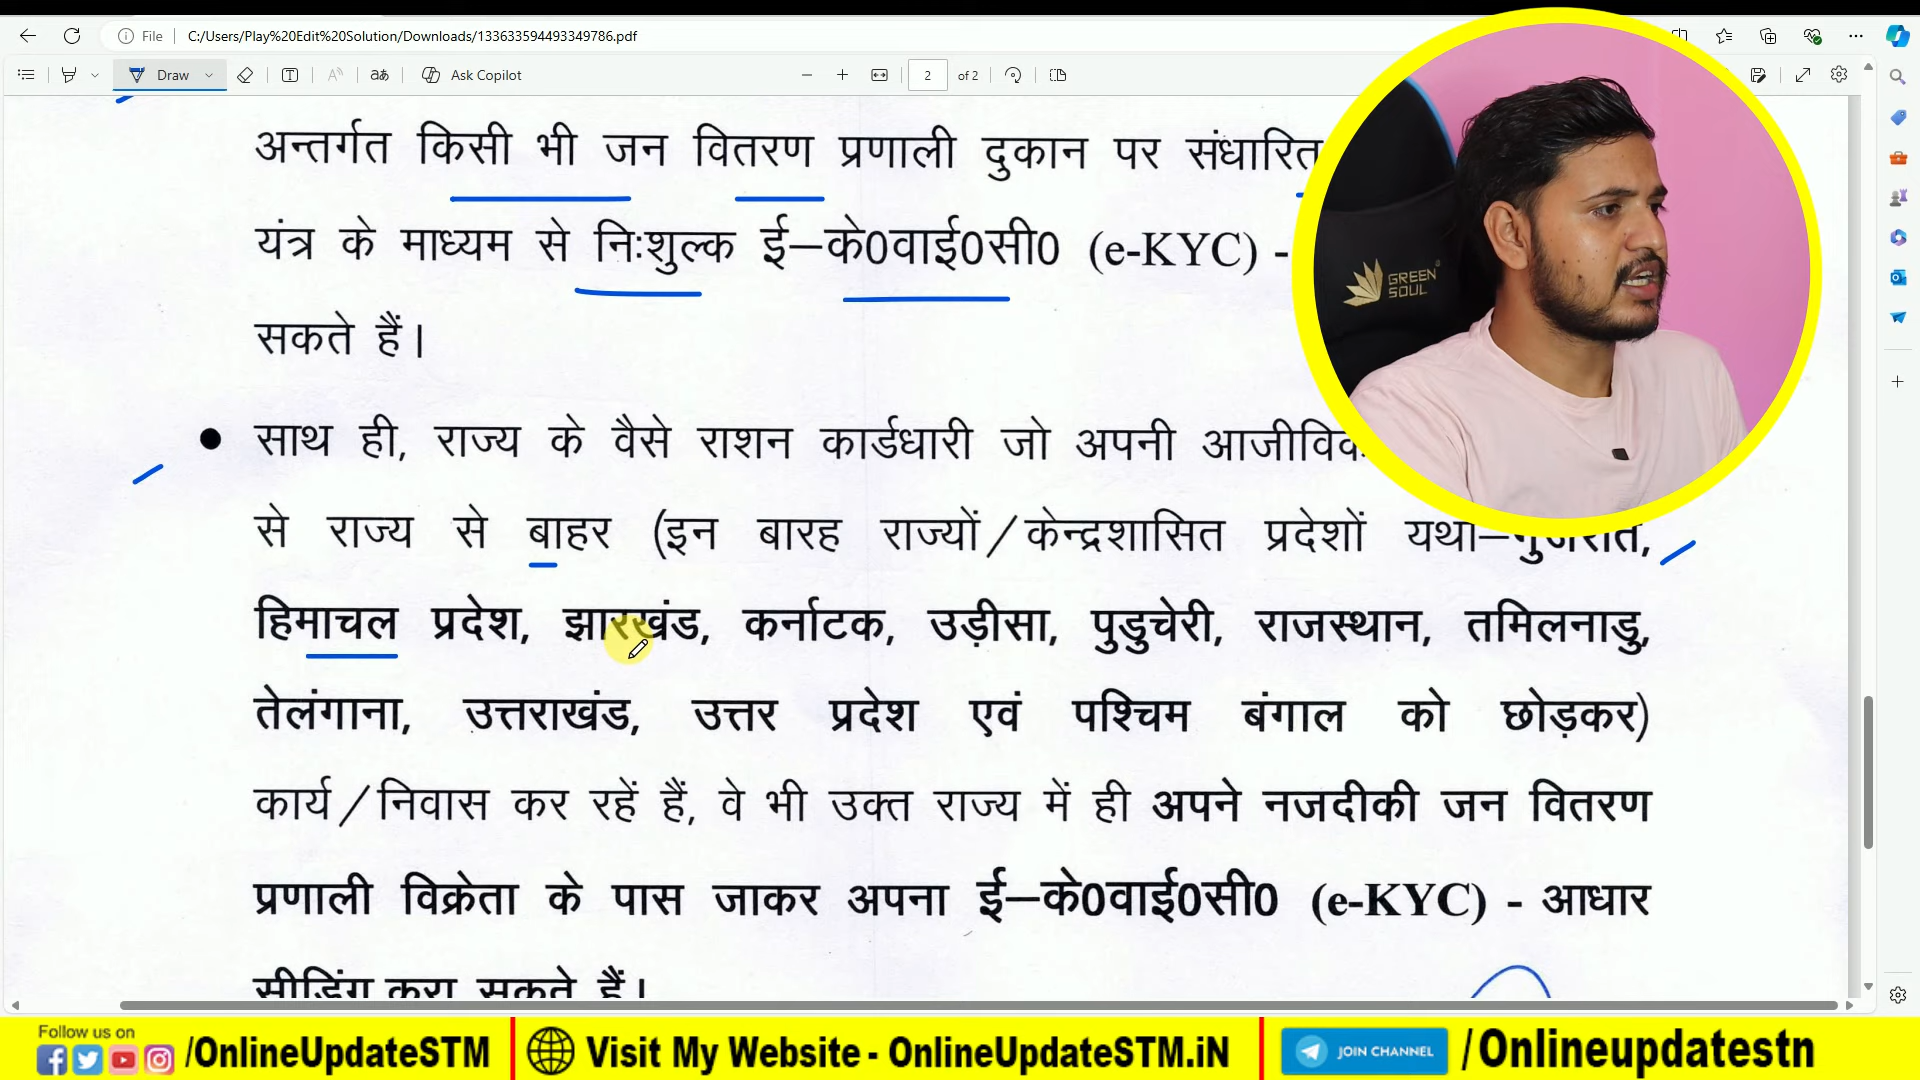 File
C:/Users/Play%20Edit%20Solution/Downloads/133633594493349786.pdf
Draw
Ask Copilot
2 of 2
अन्तर्गत किसी भी जन वितरण प्रणाली दुकान पर संधारित
यंत्र के माध्यम से निःशुल्क ई–के0वाई0सी0 (e-KYC) -
सकते हैं।
● साथ ही, राज्य के वैसे राशन कार्डधारी जो अपनी
से राज्य से बाहर (इन बारह राज्यों/केन्द्रशासित प्रदेशों यथा–गुजरात,
हिमाचल प्रदेश, झारखंड, कर्नाटक, उड़ीसा, पुडुचेरी, राजस्थान, तमिलनाडु,
तेलंगाना, उत्तराखंड, उत्तर प्रदेश एवं पश्चिम बंगाल को छोड़कर)
कार्य/निवास कर रहें हैं, वे भी उक्त राज्य में ही अपने नजदीकी जन वितरण
प्रणाली विक्रेता के पास जाकर अपना ई–के0वाई0सी0 (e-KYC) - आधार
सीडिंग करा सकते हैं।
GREEN
SOUL
Follow us on
/OnlineUpdateSTM
Visit My Website - OnlineUpdateSTM.iN
JOIN CHANNEL
/Onlineupdatestn